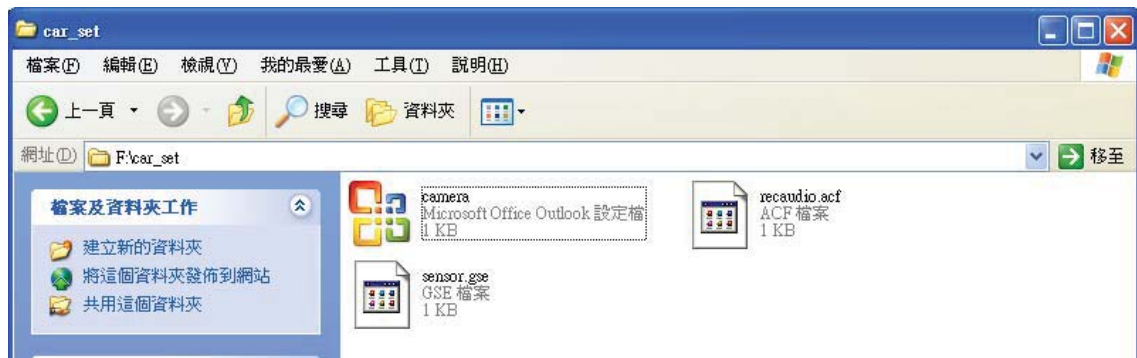 car_set
檔案(F) 編輯(E) 檢視(V) 我的最愛(A) 工具(T) 說明(H)
上一頁 搜尋 資料夾
網址(D) F:\car_set 移至
檔案及資料夾工作
建立新的資料夾
將這個資料夾發佈到網站
共用這個資料夾
camera
Microsoft Office Outlook 設定檔
1 KB
recaudio.acf
ACF 檔案
1 KB
sensor.gse
GSE 檔案
1 KB